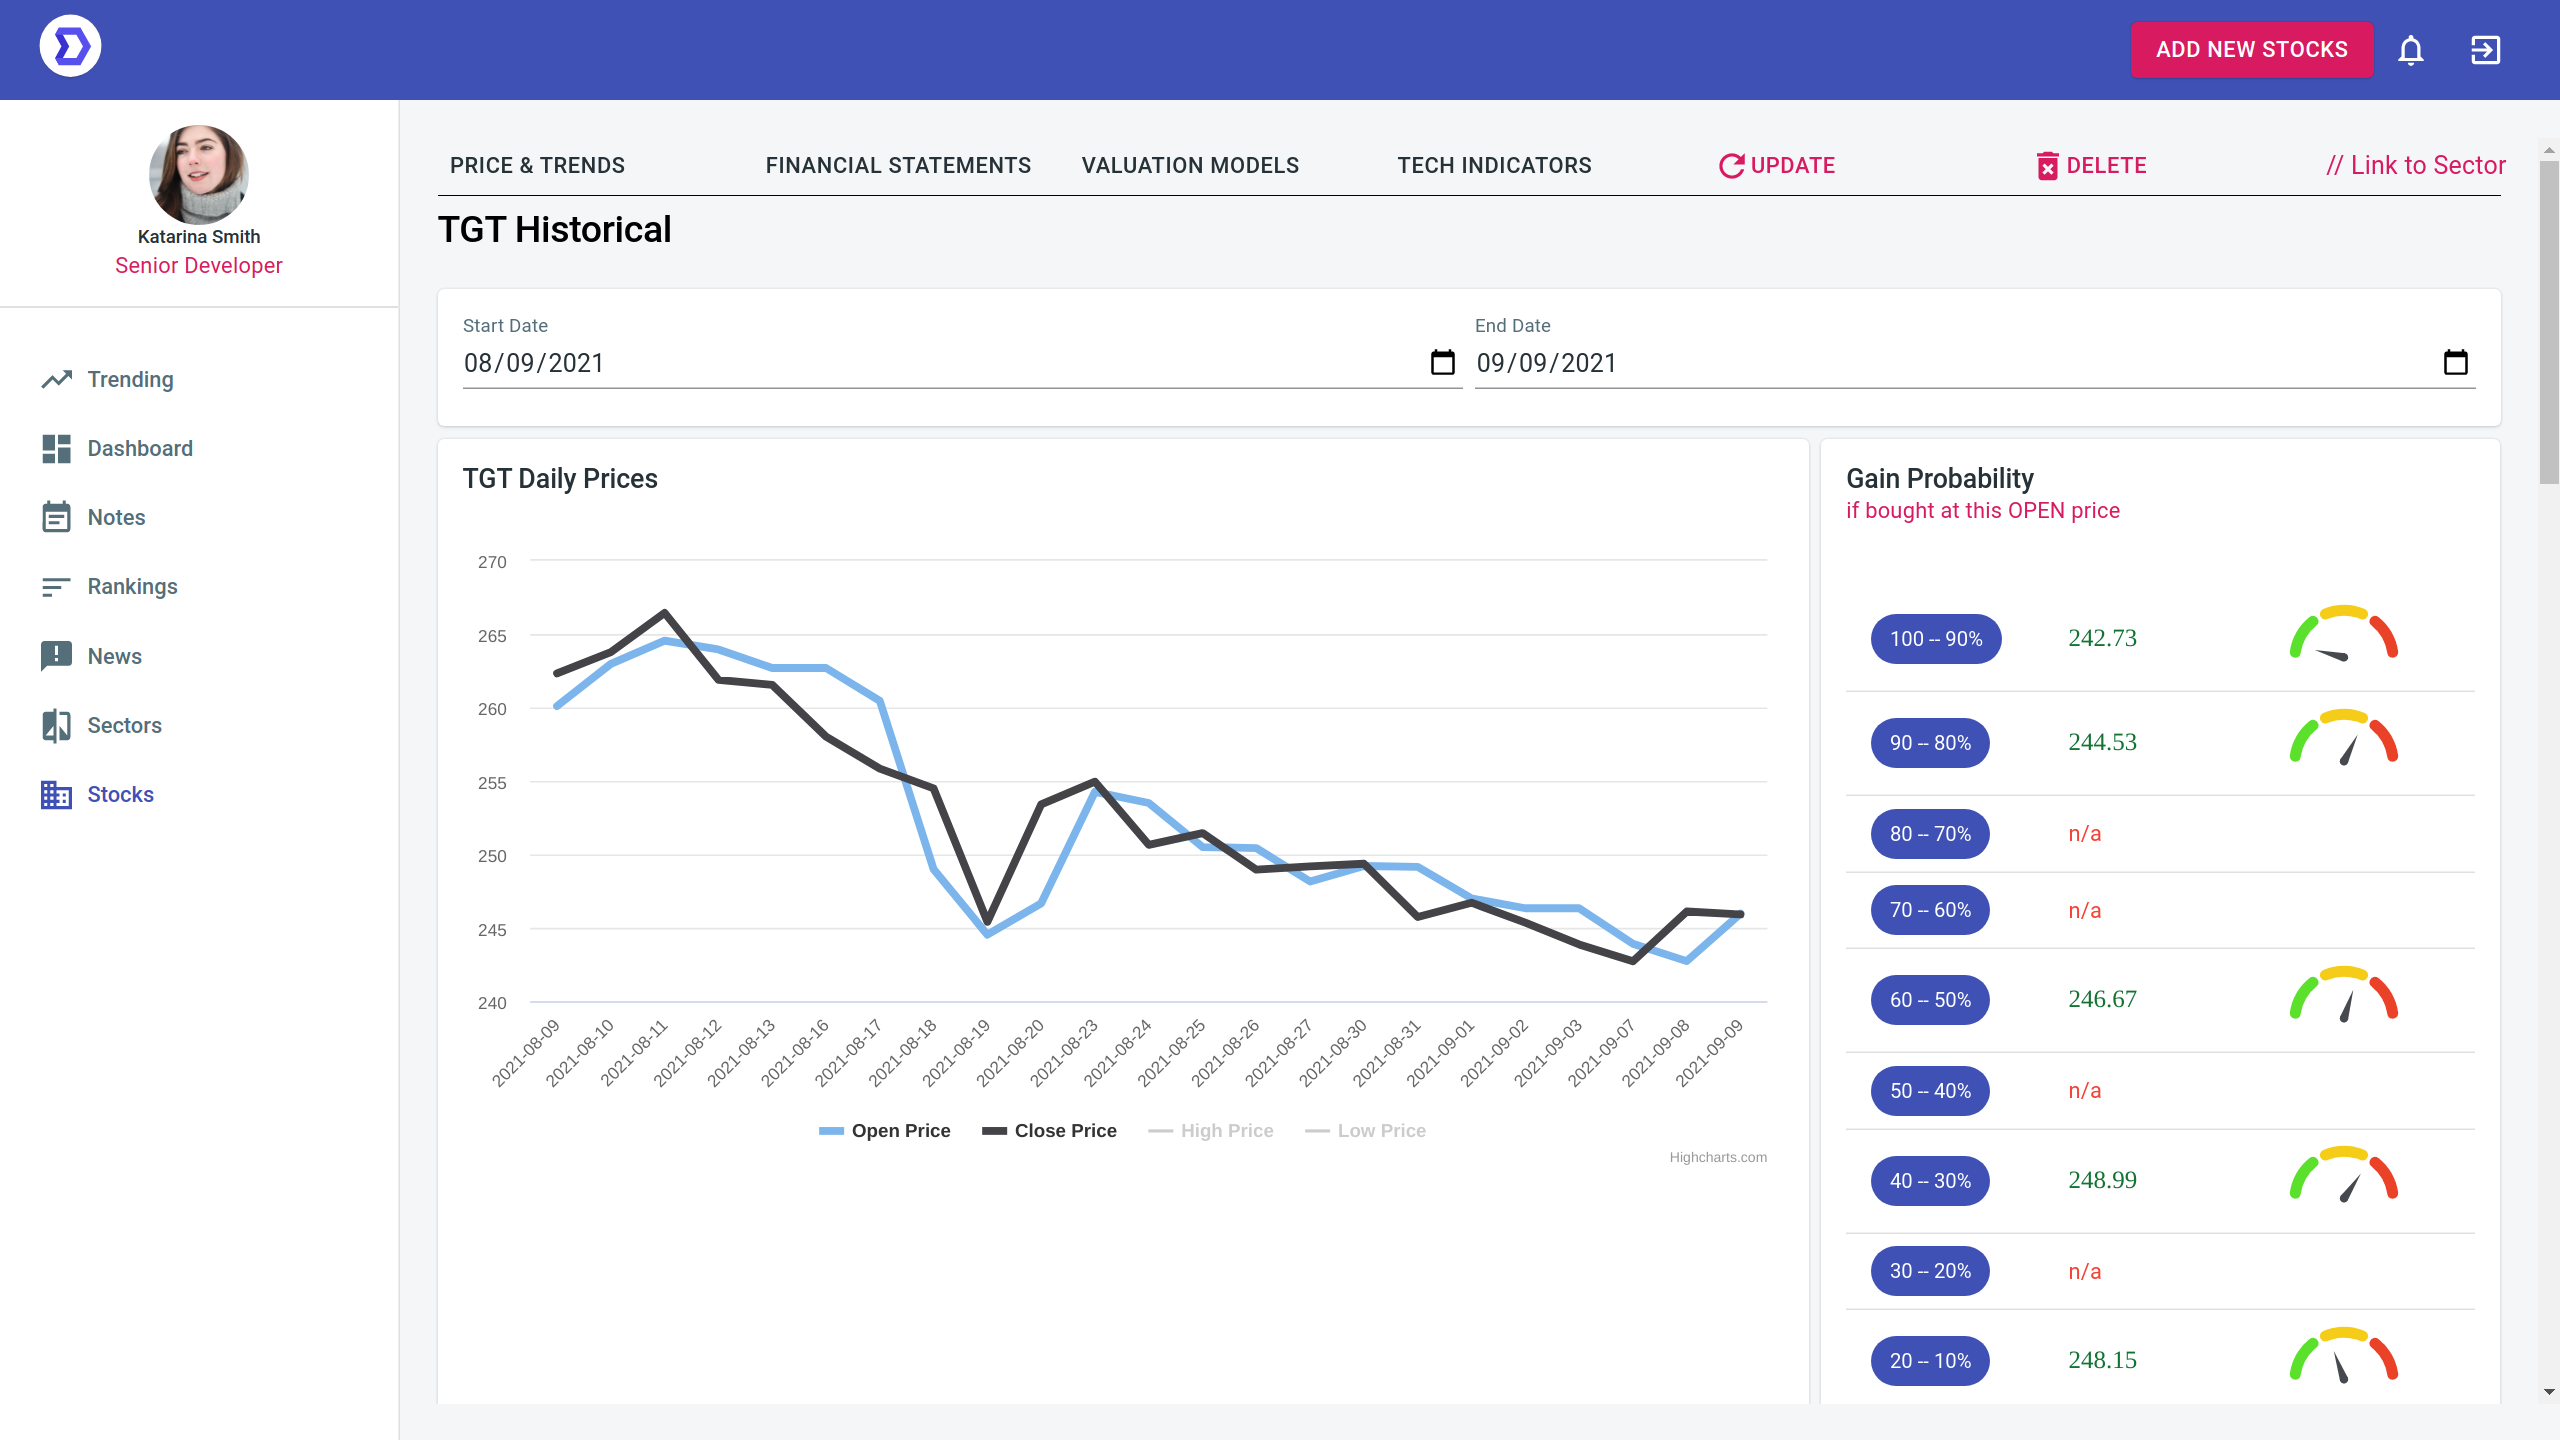 ADD NEW STOCKS
Katarina Smith
Senior Developer
Trending
Dashboard
Notes
Rankings
News
Sectors
Stocks
PRICE & TRENDS FINANCIAL STATEMENTS VALUATION MODELS TECH INDICATORS UPDATE DELETE // Link to Sector
TGT Historical
Start Date
08/09/2021
End Date
09/09/2021
TGT Daily Prices
270
265
260
255
250
245
240
2021-08-09
2021-08-10
2021-08-11
2021-08-12
2021-08-13
2021-08-16
2021-08-17
2021-08-18
2021-08-19
2021-08-20
2021-08-23
2021-08-24
2021-08-25
2021-08-26
2021-08-27
2021-08-30
2021-08-31
2021-09-01
2021-09-02
2021-09-03
2021-09-07
2021-09-08
2021-09-09
Open Price Close Price High Price Low Price
Highcharts.com
Gain Probability
if bought at this OPEN price
100 -- 90% 242.73
90 -- 80% 244.53
80 -- 70% n/a
70 -- 60% n/a
60 -- 50% 246.67
50 -- 40% n/a
40 -- 30% 248.99
30 -- 20% n/a
20 -- 10% 248.15